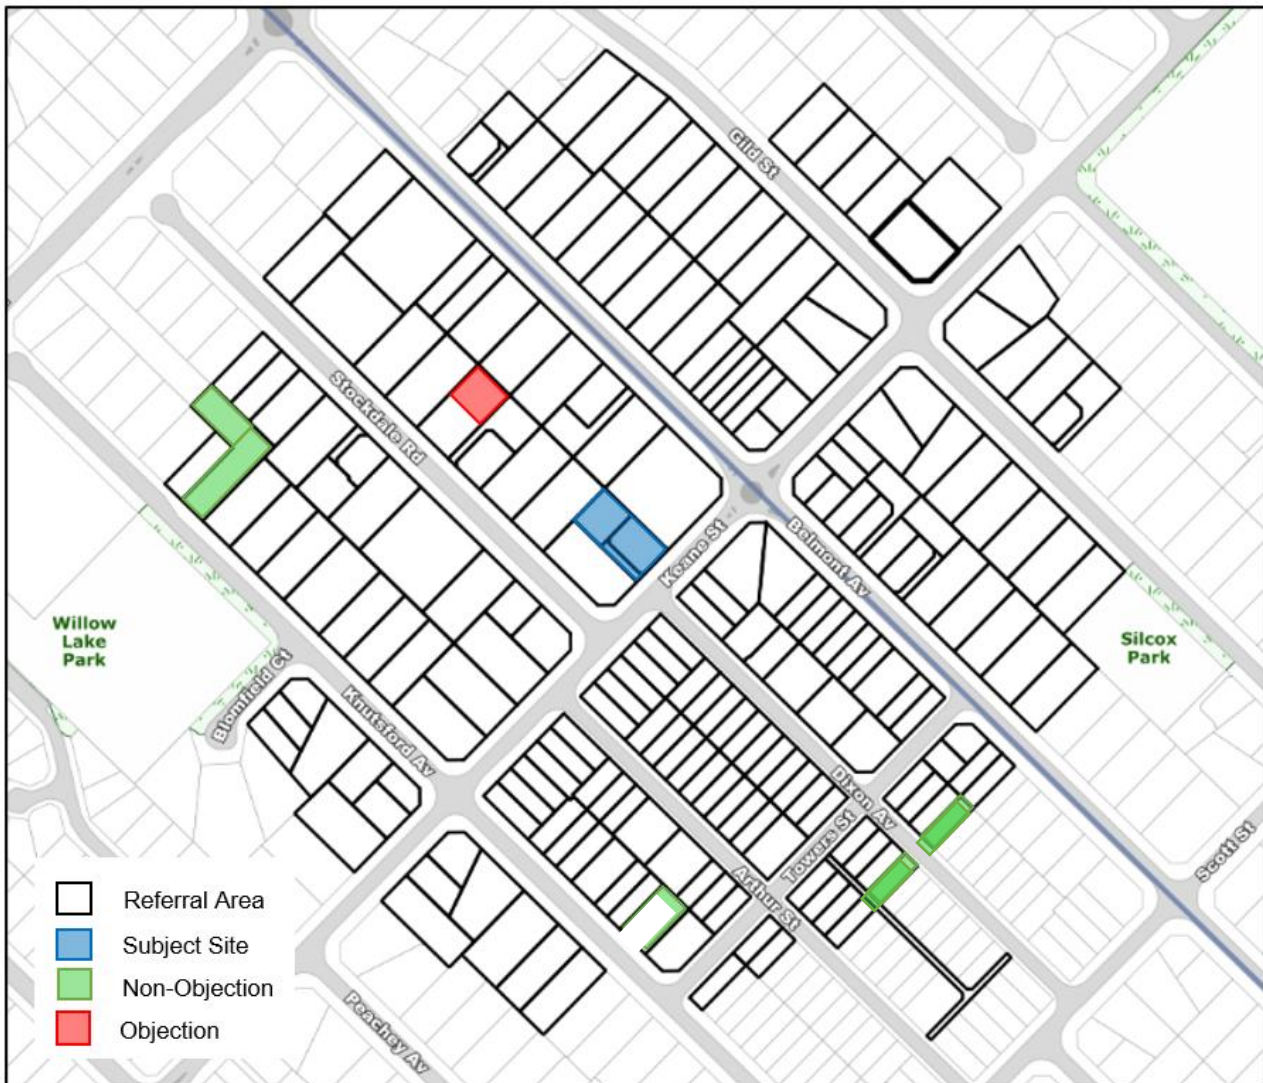 Gild St
Stockdale Rd
Keane St
Belmont Av
Willow
Lake
Park
Silcox
Park
Blomfield Ct
Knutsford Av
Dixon Av
Towers St
Arthur St
Scott St
Peachey Av
Referral Area
Subject Site
Non-Objection
Objection